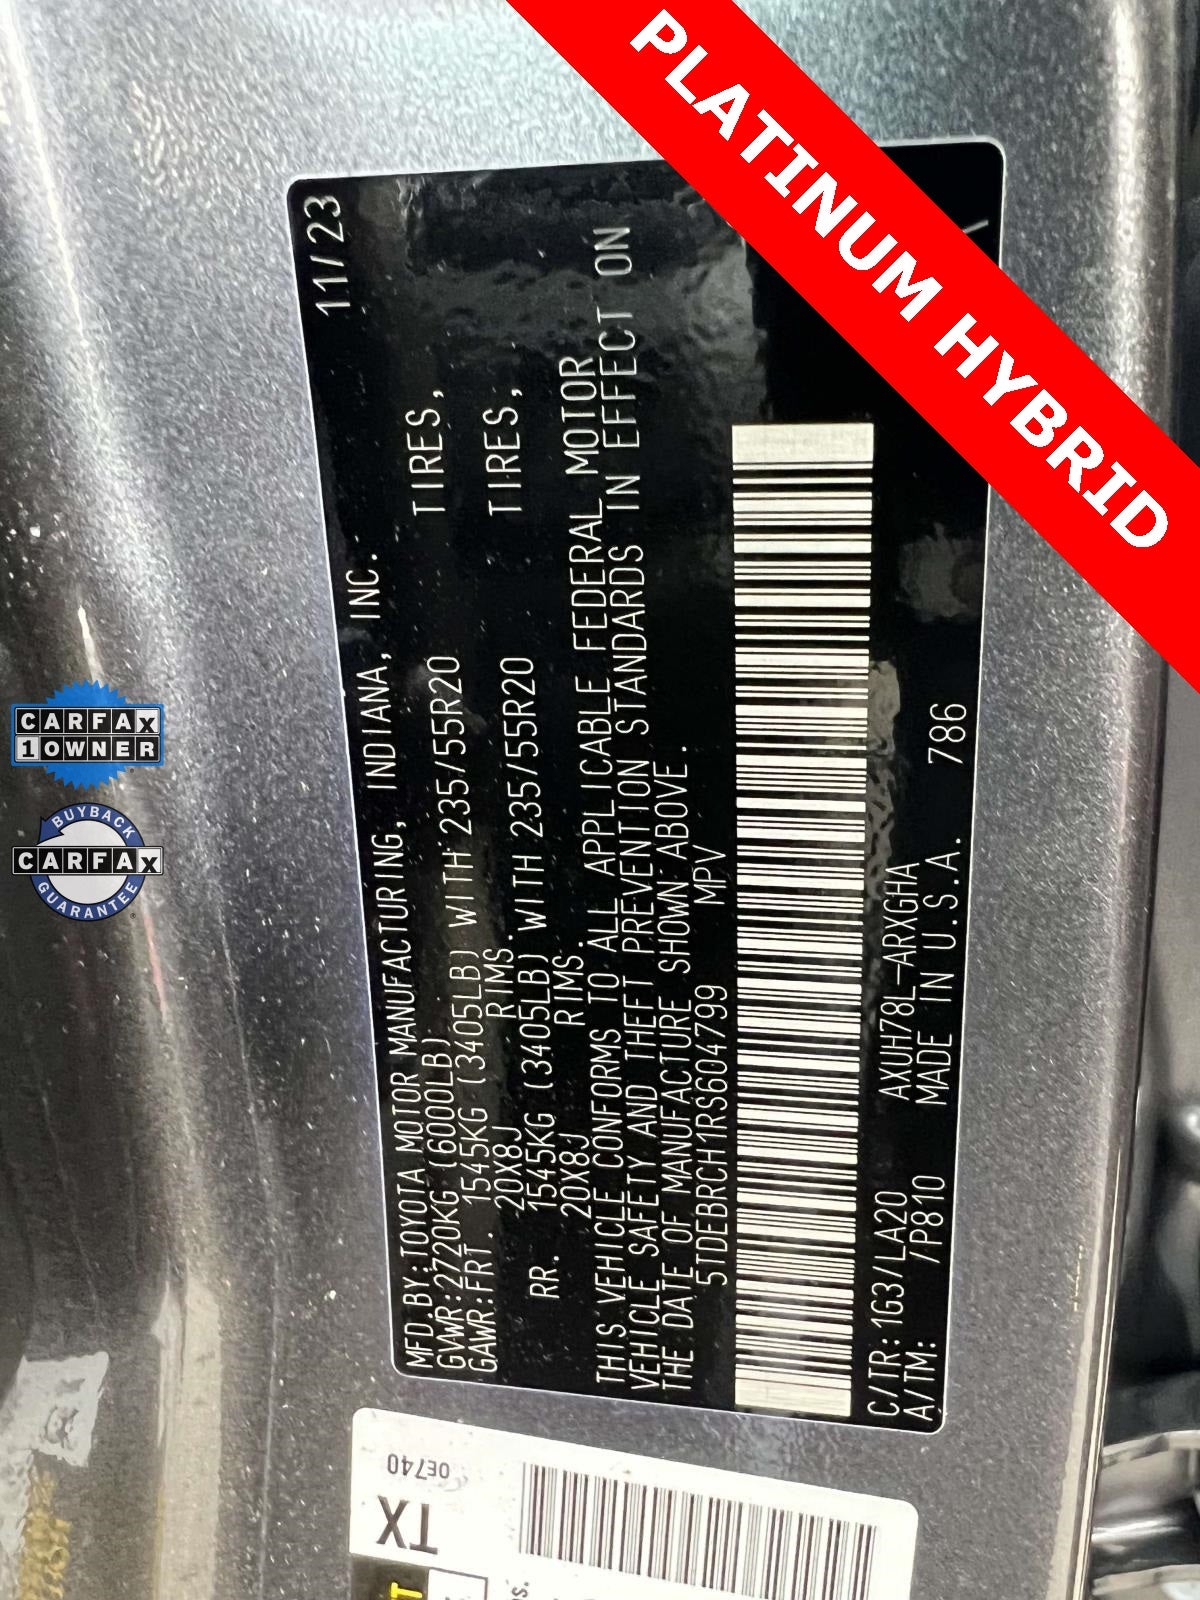 PLATINUM HYBRID
11/23
MFD.BY:TOYOTA MOTOR MANUFACTURING, INDIANA, INC.
GVWR:2720KG(6000LB)
GAWR:FRT. 1545KG (3405LB) WITH 235/55R20 TIRES,
20X8J RIMS.
RR. 1545KG (3405LB) WITH 235/55R20 TIRES,
20X8J RIMS.
THIS VEHICLE CONFORMS TO ALL APPLICABLE FEDERAL MOTOR
VEHICLE SAFETY AND THEFT PREVENTION STANDARDS IN EFFECT ON
THE DATE OF MANUFACTURE SHOWN ABOVE.
5TDEBRCH1RS604799 MPV
C/TR: 1G3/LA20 AXUH78L-ARXGHA
A/TM: /P810 MADE IN U.S.A. 786
CARFAX
1 OWNER
BUYBACK
CARFAX
GUARANTEE
0E740
TX